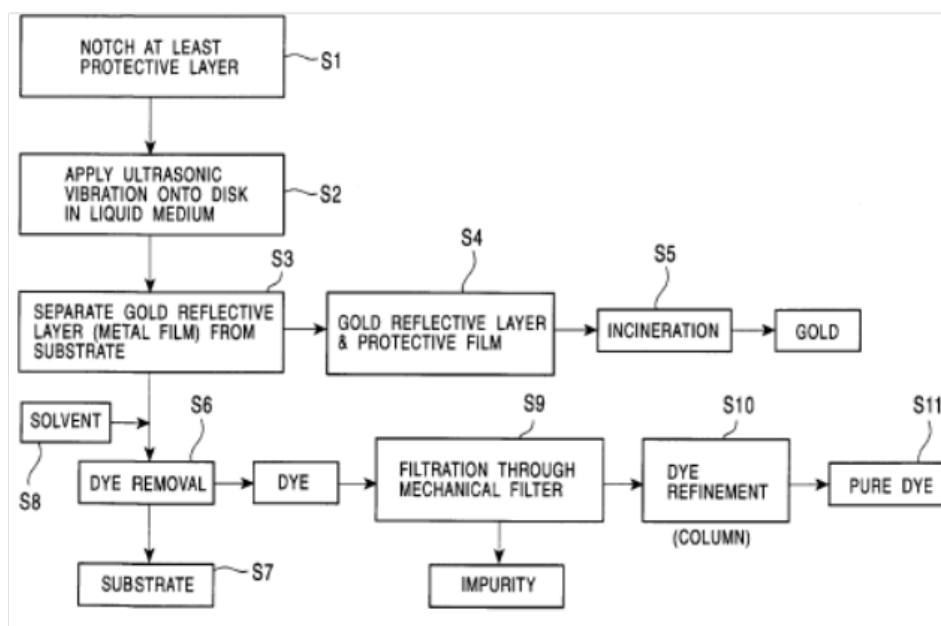 NOTCH AT LEAST
PROTECTIVE LAYER
S1
APPLY ULTRASONIC
VIBRATION ONTO DISK
IN LIQUID MEDIUM
S2
S3
SEPARATE GOLD REFLECTIVE
LAYER (METAL FILM) FROM
SUBSTRATE
S4
GOLD REFLECTIVE LAYER
& PROTECTIVE FILM
S5
INCINERATION
GOLD
SOLVENT
S8
S6
DYE REMOVAL
DYE
S9
FILTRATION THROUGH
MECHANICAL FILTER
S10
DYE
REFINEMENT
(COLUMN)
S11
PURE DYE
SUBSTRATE
S7
IMPURITY